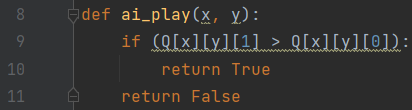 8 def ai_play(x, y):
9     if (Q[x][y][1] > Q[x][y][0]):
10         return True
11     return False